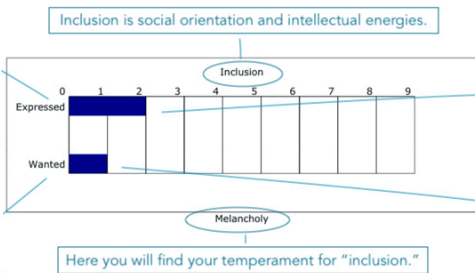 Inclusion is social orientation and intellectual energies.
Inclusion
0 1 2 3 4 5 6 7 8 9
Expressed
Wanted
Melancholy
Here you will find your temperament for “inclusion.”